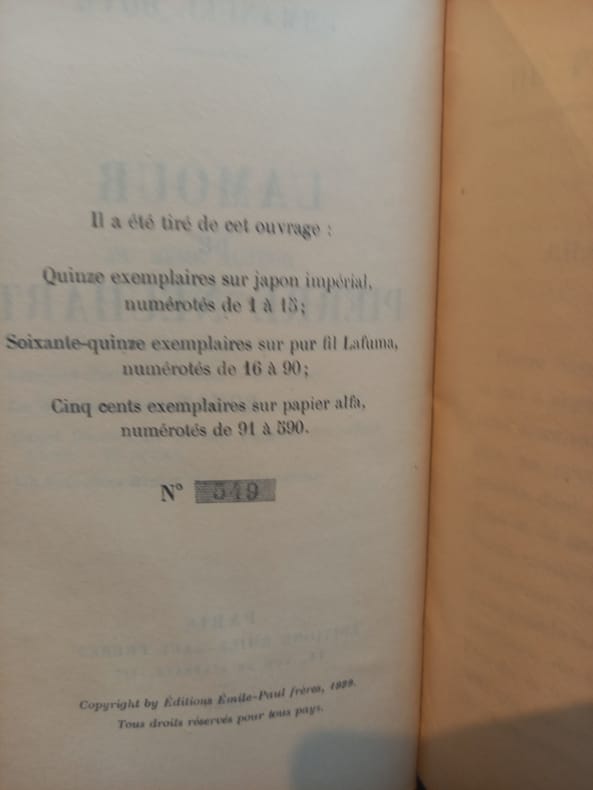 Il a été tiré de cet ouvrage :
Quinze exemplaires sur japon impérial,
numérotés de 1 à 15;
Soixante-quinze exemplaires sur pur fil Lafuma,
numérotés de 16 à 90;
Cinq cents exemplaires sur papier alfa,
numérotés de 91 à 590.
N° 549
Copyright by Éditions Émile-Paul frères, 1929.
Tous droits réservés pour tous pays.